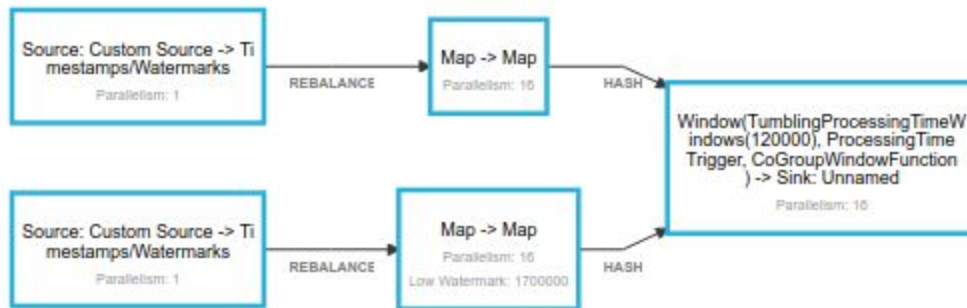 Source: Custom Source -> Ti
mestamps/Watermarks
Parallelism: 1
REBALANCE
Map -> Map
Parallelism: 16
HASH
Window(TumblingProcessingTimeW
indows(120000), ProcessingTime
Trigger, CoGroupWindowFunction
) -> Sink: Unnamed
Parallelism: 16
Source: Custom Source -> Ti
mestamps/Watermarks
Parallelism: 1
REBALANCE
Map -> Map
Parallelism: 16
Low Watermark: 1700000
HASH